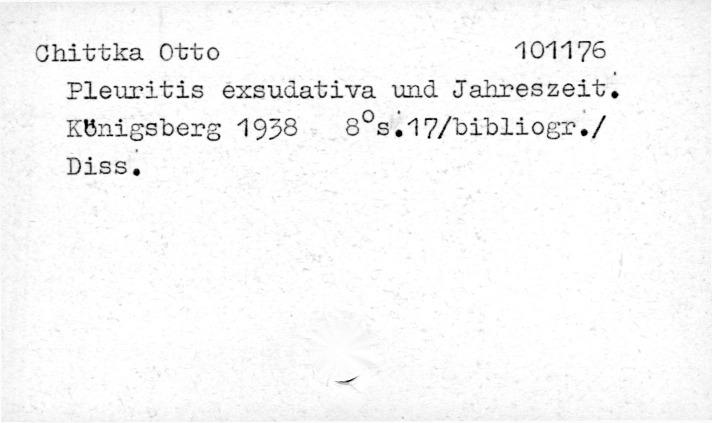 Chittka Otto 101176
Pleuritis exsudativa und Jahreszeit.
Königsberg 1938 8°s.17/bibliogr./
Diss.